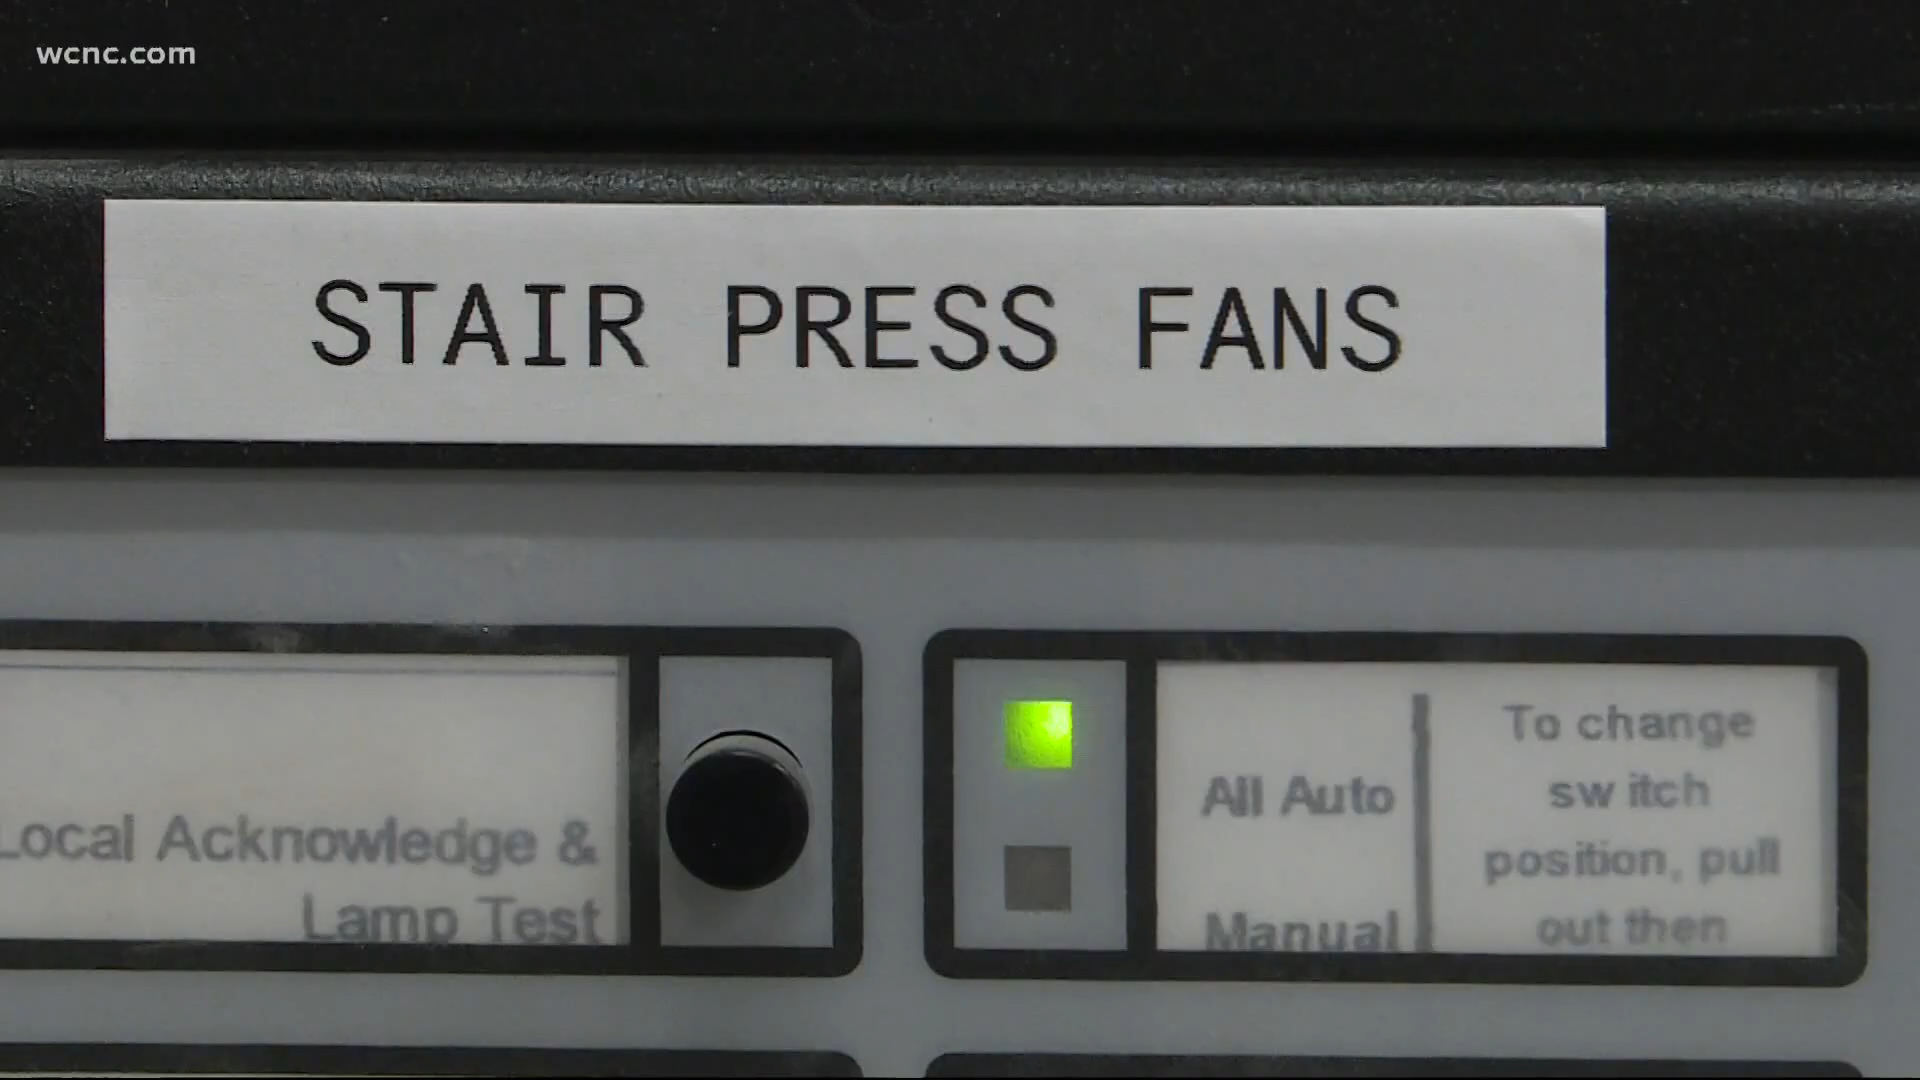 wcnc.com
STAIR PRESS FANS
Local Acknowledge &
Lamp Test
All Auto
Manual
To change
switch
position, pull
out then